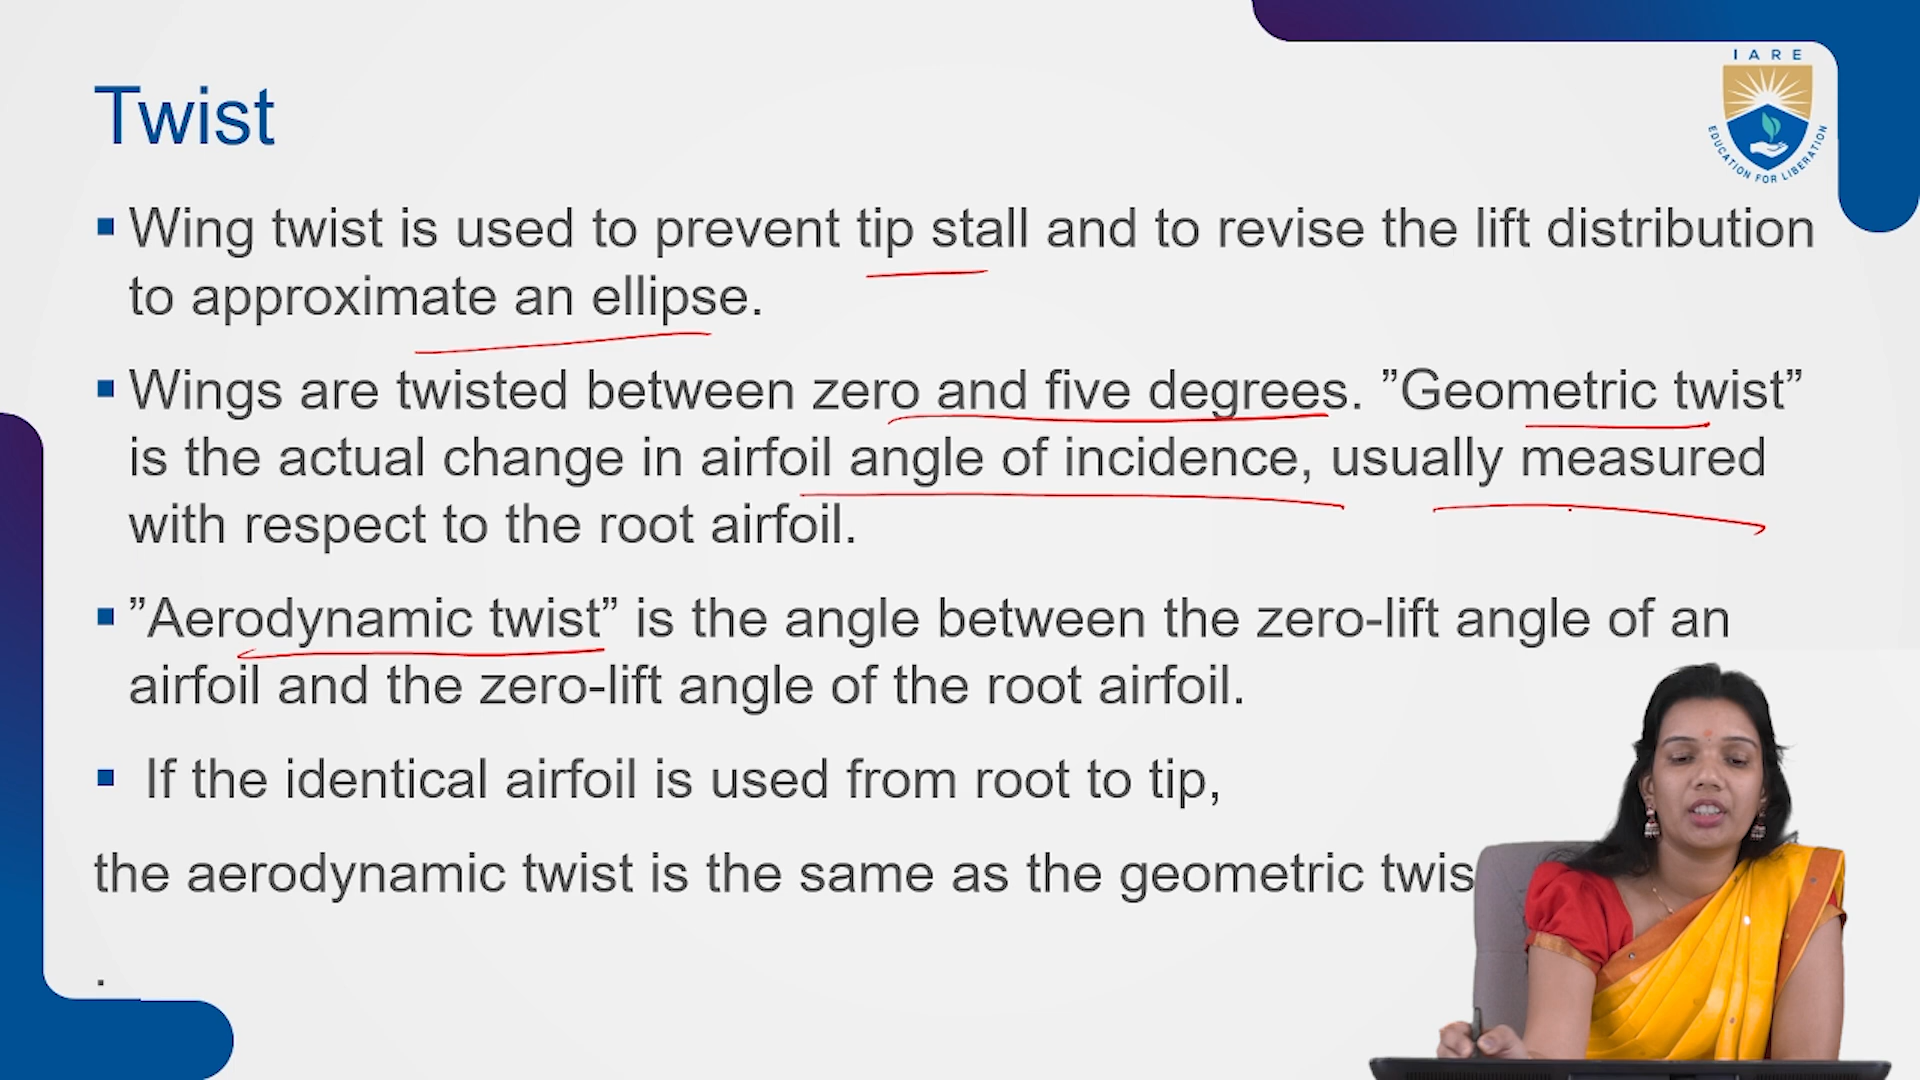 IARE
EDUCATION FOR LIBERATION
Twist
▪ Wing twist is used to prevent tip stall and to revise the lift distribution
to approximate an ellipse.
▪ Wings are twisted between zero and five degrees. ”Geometric twist”
is the actual change in airfoil angle of incidence, usually measured
with respect to the root airfoil.
▪ ”Aerodynamic twist” is the angle between the zero-lift angle of an
airfoil and the zero-lift angle of the root airfoil.
▪ If the identical airfoil is used from root to tip,
the aerodynamic twist is the same as the geometric twis
.